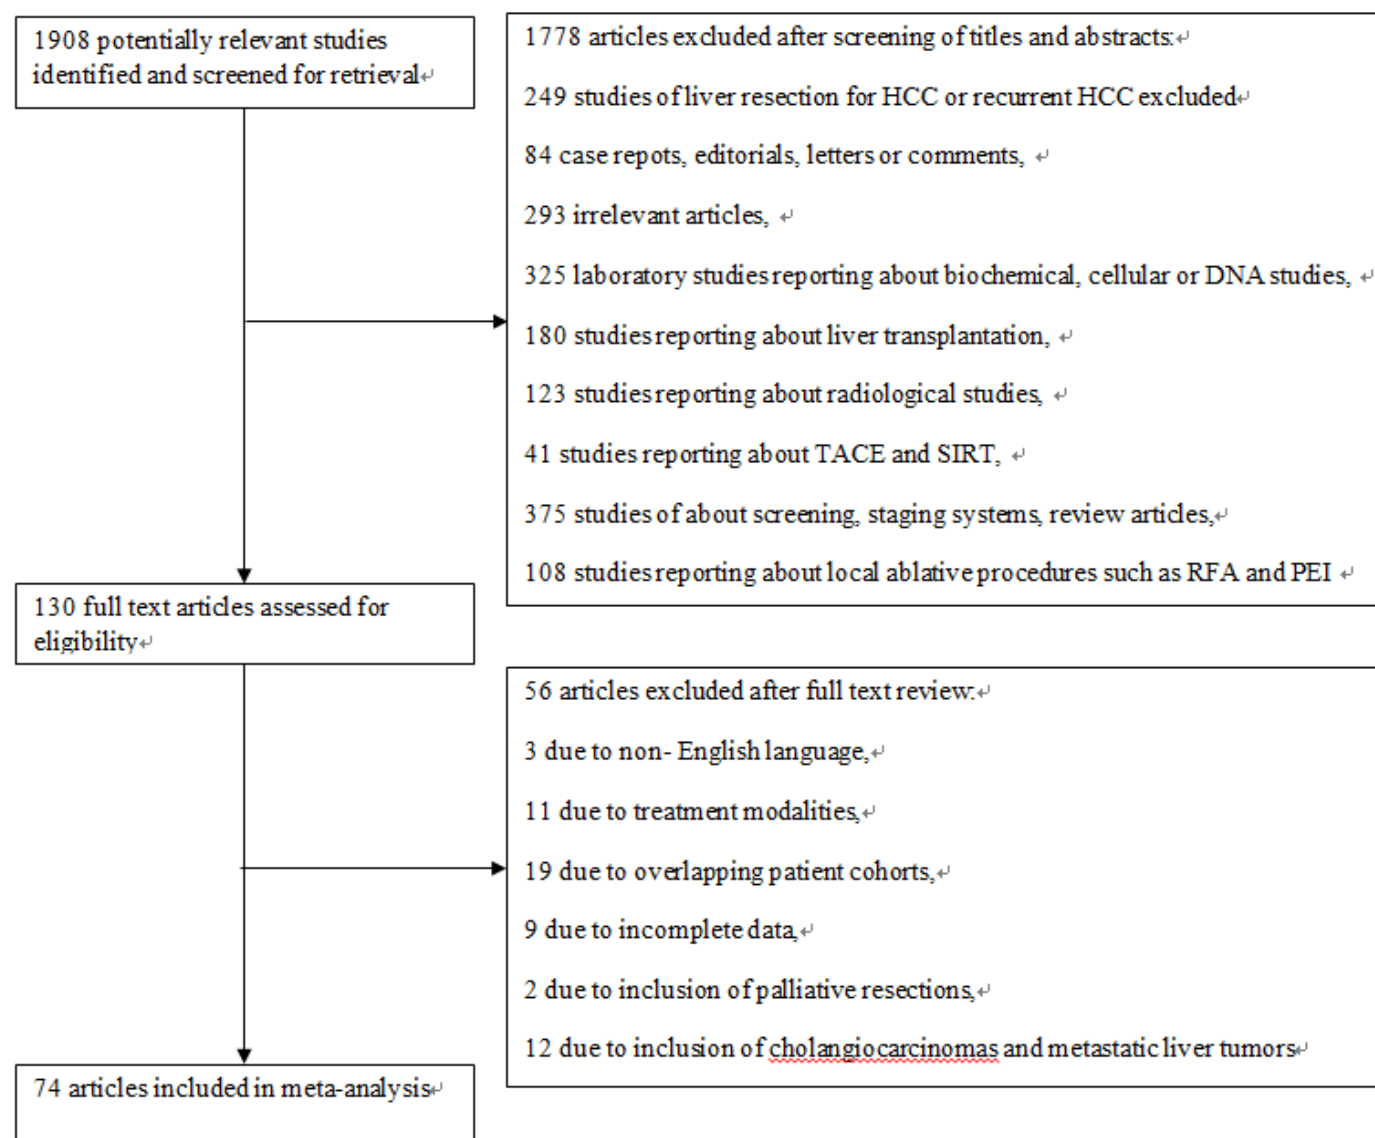 1908 potentially relevant studies
identified and screened for retrieval↵
1778 articles excluded after screening of titles and abstracts:↵
249 studies of liver resection for HCC or recurrent HCC excluded↵
84 case repots, editorials, letters or comments, ↵
293 irrelevant articles, ↵
325 laboratory studies reporting about biochemical, cellular or DNA studies, ↵
180 studies reporting about liver transplantation, ↵
123 studies reporting about radiological studies, ↵
41 studies reporting about TACE and SIRT, ↵
375 studies of about screening, staging systems, review articles,↵
108 studies reporting about local ablative procedures such as RFA and PEI ↵
130 full text articles assessed for
eligibility↵
56 articles excluded after full text review:↵
3 due to non- English language,↵
11 due to treatment modalities,↵
19 due to overlapping patient cohorts,↵
9 due to incomplete data,↵
2 due to inclusion of palliative resections,↵
12 due to inclusion of cholangiocarcinomas and metastatic liver tumors↵
74 articles included in meta-analysis↵